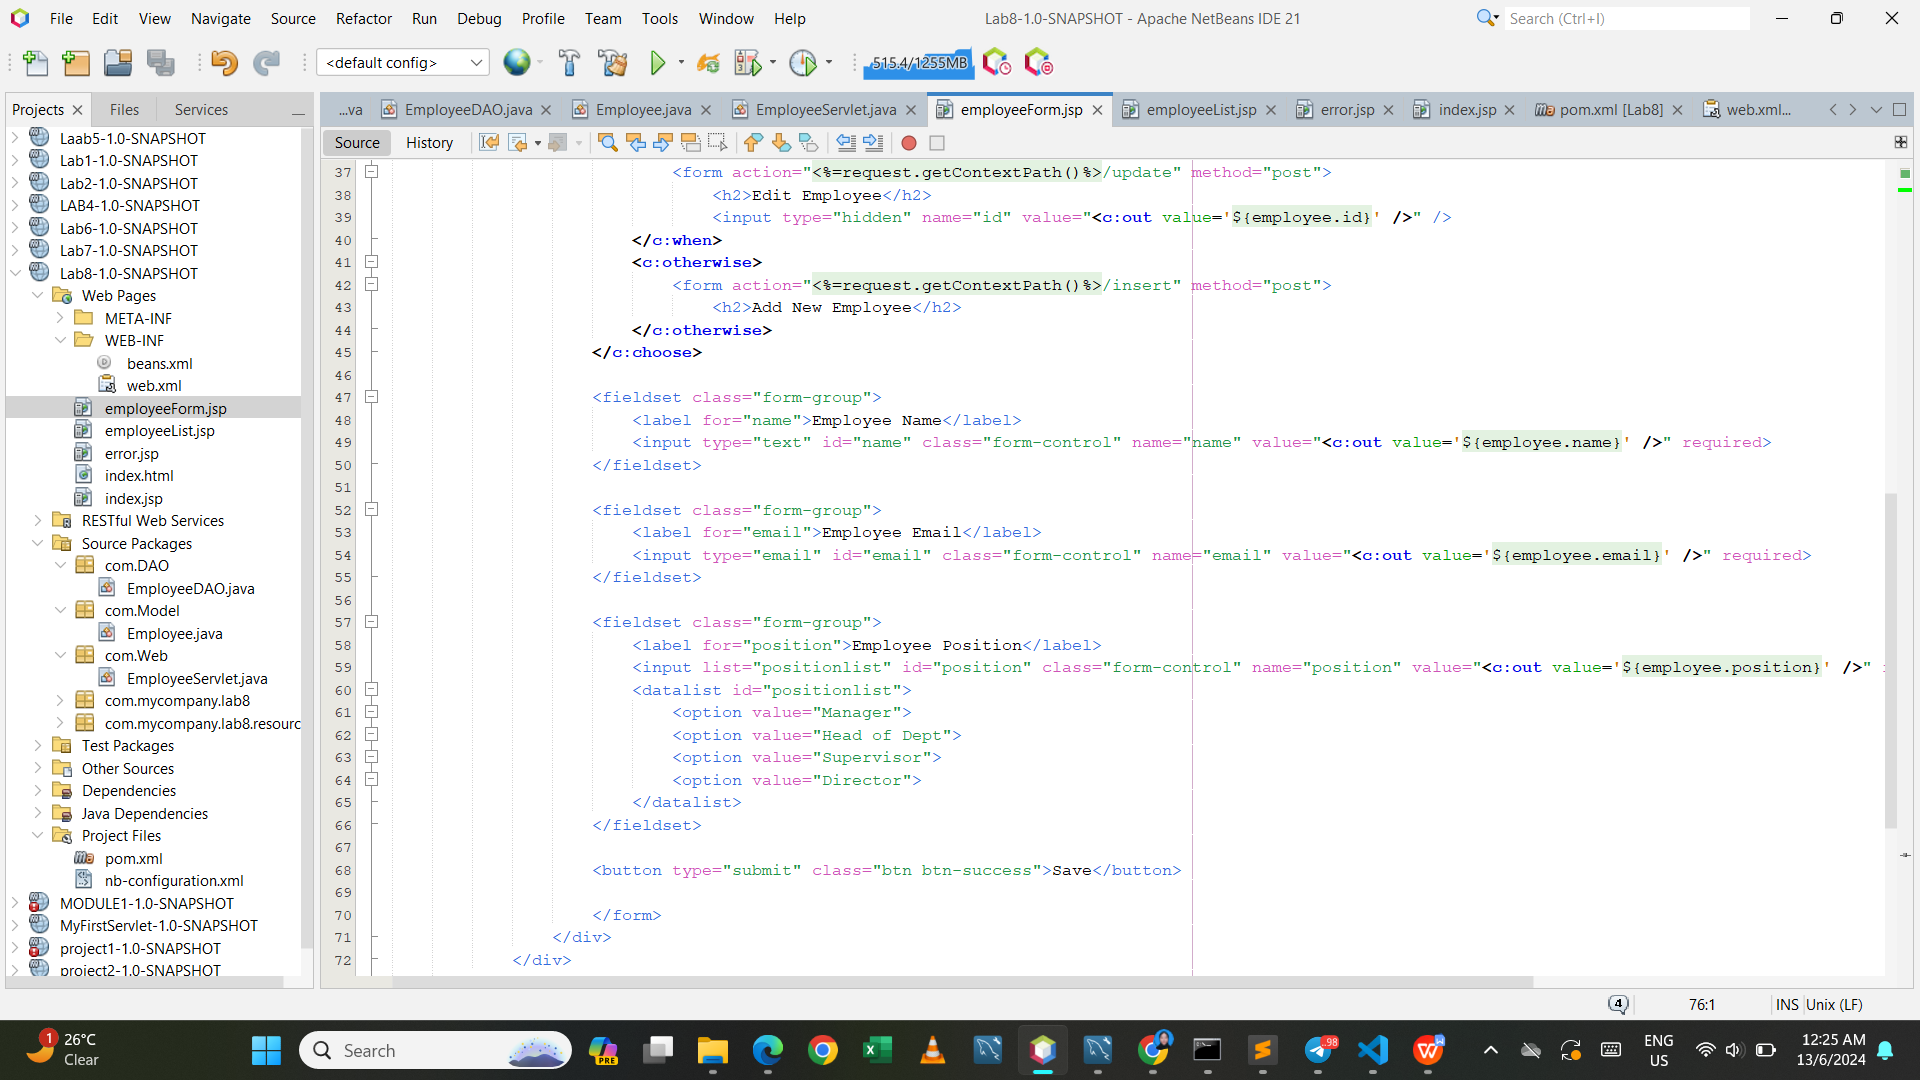 File Edit View Navigate Source Refactor Run Debug Profile Team Tools Window Help
Lab8-1.0-SNAPSHOT - Apache NetBeans IDE 21
Search (Ctrl+I)
<default config>
515.4/1255MB
Projects Files Services
...va EmployeeDAO.java Employee.java EmployeeServlet.java employeeForm.jsp employeeList.jsp error.jsp index.jsp pom.xml [Lab8] web.xml...
Source History
Laab5-1.0-SNAPSHOT
Lab1-1.0-SNAPSHOT
Lab2-1.0-SNAPSHOT
LAB4-1.0-SNAPSHOT
Lab6-1.0-SNAPSHOT
Lab7-1.0-SNAPSHOT
Lab8-1.0-SNAPSHOT
Web Pages
META-INF
WEB-INF
beans.xml
web.xml
employeeForm.jsp
employeeList.jsp
error.jsp
index.html
index.jsp
RESTful Web Services
Source Packages
com.DAO
EmployeeDAO.java
com.Model
Employee.java
com.Web
EmployeeServlet.java
com.mycompany.lab8
com.mycompany.lab8.resourc
Test Packages
Other Sources
Dependencies
Java Dependencies
Project Files
pom.xml
nb-configuration.xml
MODULE1-1.0-SNAPSHOT
MyFirstServlet-1.0-SNAPSHOT
project1-1.0-SNAPSHOT
project2-1.0-SNAPSHOT
37 <form action="<%=request.getContextPath()%>/update" method="post">
38 <h2>Edit Employee</h2>
39 <input type="hidden" name="id" value="<c:out value='${employee.id}' />" />
40 </c:when>
41 <c:otherwise>
42 <form action="<%=request.getContextPath()%>/insert" method="post">
43 <h2>Add New Employee</h2>
44 </c:otherwise>
45 </c:choose>
46
47 <fieldset class="form-group">
48 <label for="name">Employee Name</label>
49 <input type="text" id="name" class="form-control" name="name" value="<c:out value='${employee.name}' />" required>
50 </fieldset>
51
52 <fieldset class="form-group">
53 <label for="email">Employee Email</label>
54 <input type="email" id="email" class="form-control" name="email" value="<c:out value='${employee.email}' />" required>
55 </fieldset>
56
57 <fieldset class="form-group">
58 <label for="position">Employee Position</label>
59 <input list="positionlist" id="position" class="form-control" name="position" value="<c:out value='${employee.position}' />"
60 <datalist id="positionlist">
61 <option value="Manager">
62 <option value="Head of Dept">
63 <option value="Supervisor">
64 <option value="Director">
65 </datalist>
66 </fieldset>
67
68 <button type="submit" class="btn btn-success">Save</button>
69
70 </form>
71 </div>
72 </div>
4 76:1 INS Unix (LF)
1 26°C
Clear
Search
PRE
98
ENG
US
12:25 AM
13/6/2024